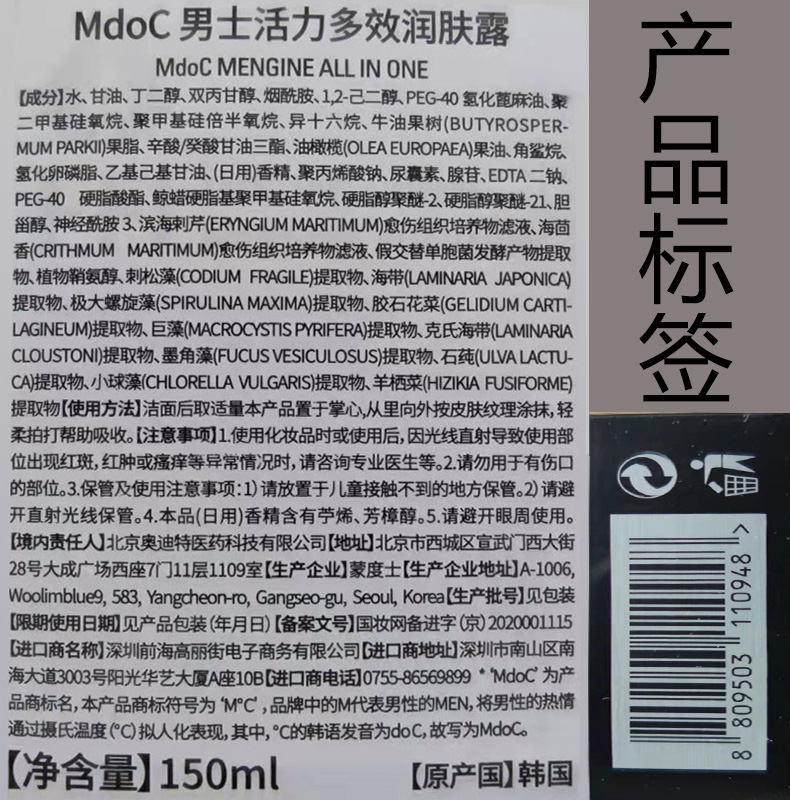 MdoC 男士活力多效润肤露
MdoC MENGINE ALL IN ONE
【成分】水、甘油、丁二醇、双丙甘醇、烟酰胺、1,2-己二醇、PEG-40 氢化蓖麻油、聚
二甲基硅氧烷、聚甲基硅倍半氧烷、异十六烷、牛油果树(BUTYROSPER-
MUM PARKII)果脂、辛酸/癸酸甘油三酯、油橄榄(OLEA EUROPAEA)果油、角鲨烷、
氢化卵磷脂、乙基己基甘油、(日用)香精、聚丙烯酸钠、尿囊素、腺苷、EDTA 二钠、
PEG-40 硬脂酸酯、鲸蜡硬脂基聚甲基硅氧烷、硬脂醇聚醚-2、硬脂醇聚醚-21、胆
甾醇、神经酰胺 3、滨海刺芹(ERYNGIUM MARITIMUM)愈伤组织培养物滤液、海茴
香(CRITHMUM MARITIMUM)愈伤组织培养物滤液、假交替单胞菌发酵产物提取
物、植物鞘氨醇、刺松藻(CODIUM FRAGILE)提取物、海带(LAMINARIA JAPONICA)
提取物、极大螺旋藻(SPIRULINA MAXIMA)提取物、胶石花菜(GELIDIUM CARTI-
LAGINEUM)提取物、巨藻(MACROCYSTIS PYRIFERA)提取物、克氏海带(LAMINARIA
CLOUSTONI)提取物、墨角藻(FUCUS VESICULOSUS)提取物、石莼(ULVA LACTU-
CA)提取物、小球藻(CHLORELLA VULGARIS)提取物、羊栖菜(HIZIKIA FUSIFORME)
提取物【使用方法】洁面后取适量本产品置于掌心,从里向外按皮肤纹理涂抹,轻
柔拍打帮助吸收。【注意事项】1.使用化妆品时或使用后,因光线直射导致使用部
位出现红斑,红肿或瘙痒等异常情况时,请咨询专业医生等。2.请勿用于有伤口
的部位。3.保管及使用注意事项:1)请放置于儿童接触不到的地方保管。2)请避
开直射光线保管。4.本品(日用)香精含有苧烯、芳樟醇。5.请避开眼周使用。
【境内责任人】北京奥迪特医药科技有限公司【地址】北京市西城区宣武门西大街
28号大成广场西座7门11层1109室【生产企业】蒙度士【生产企业地址】A-1006,
Woolimblue9, 583, Yangcheon-ro, Gangseo-gu, Seoul, Korea【生产批号】见包装
【限期使用日期】见产品包装(年月日)【备案文号】国妆网备进字(京)2020001115
【进口商名称】深圳前海高丽街电子商务有限公司【进口商地址】深圳市南山区南
海大道3003号阳光华艺大厦A座10B【进口商电话】0755-86569899 *‘MdoC’为产
品商标名,本产品商标符号为‘M°C’,品牌中的M代表男性的MEN,将男性的热情
通过摄氏温度(℃)拟人化表现,其中,℃的韩语发音为doC,故写为MdoC。
【净含量】150ml 【原产国】韩国
产品标签
8 809503 110948 >